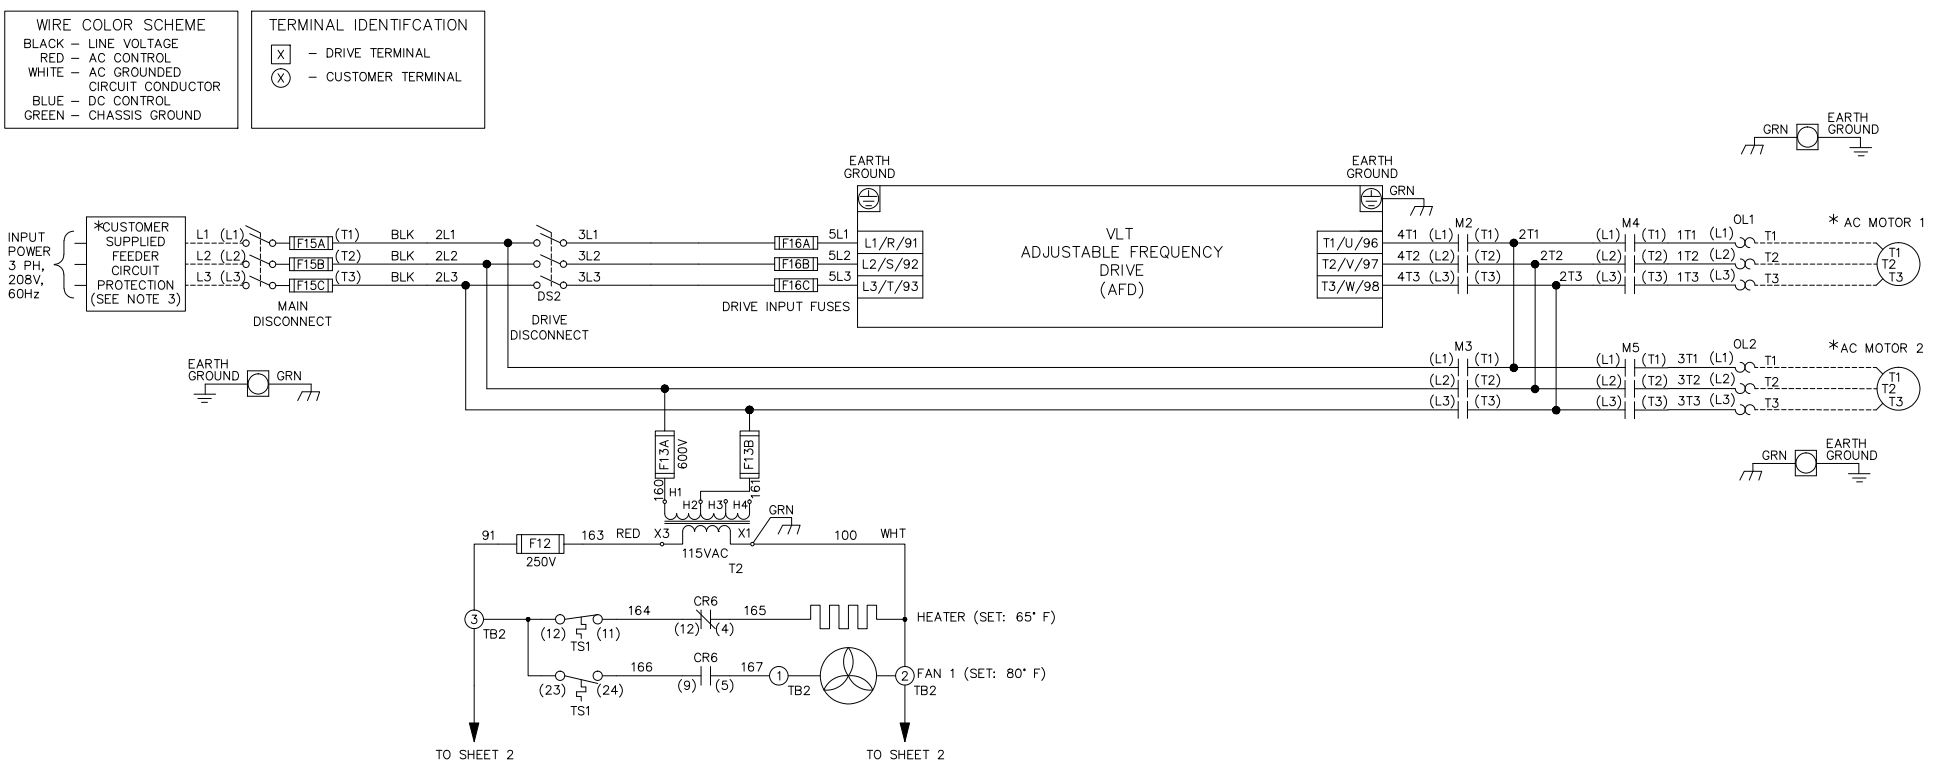 WIRE COLOR SCHEME
BLACK – LINE VOLTAGE
RED – AC CONTROL
WHITE – AC GROUNDED
CIRCUIT CONDUCTOR
BLUE – DC CONTROL
GREEN – CHASSIS GROUND
TERMINAL IDENTIFCATION
X – DRIVE TERMINAL
X – CUSTOMER TERMINAL
EARTH
GRN GROUND
EARTH
GROUND
EARTH
GROUND
GRN
INPUT
POWER
3 PH,
208V,
60Hz
*CUSTOMER
SUPPLIED
FEEDER
CIRCUIT
PROTECTION
(SEE NOTE 3)
L1 (L1) F15A (T1) BLK 2L1 3L1 F16A 5L1 L1/R/91
L2 (L2) F15B (T2) BLK 2L2 3L2 F16B 5L2 L2/S/92
L3 (L3) F15C (T3) BLK 2L3 3L3 F16C 5L3 L3/T/93
MAIN
DISCONNECT
DS2
DRIVE
DISCONNECT
DRIVE INPUT FUSES
VLT
ADJUSTABLE FREQUENCY
DRIVE
(AFD)
M2 M4 OL1 * AC MOTOR 1
T1/U/96 4T1 (L1) (T1) 2T1 (L1) (T1) 1T1 (L1) T1 T1
T2/V/97 4T2 (L2) (T2) 2T2 (L2) (T2) 1T2 (L2) T2 T2
T3/W/98 4T3 (L3) (T3) 2T3 (L3) (T3) 1T3 (L3) T3 T3
M3 M5 OL2 *AC MOTOR 2
(L1) (T1) (L1) (T1) 3T1 (L1) T1 T1
(L2) (T2) (L2) (T2) 3T2 (L2) T2 T2
(L3) (T3) (L3) (T3) 3T3 (L3) T3 T3
EARTH
GROUND GRN
EARTH
GRN GROUND
F13A
600V
F13B
160
161
H1
H2 H3 H4
GRN
91 F12 163 RED X3 X1 100 WHT
250V
115VAC
T2
3
TB2
164 CR6 165
(12) (11) (12) (4)
TS1
HEATER (SET: 65° F)
166 CR6 167
(23) (24) (9) (5)
TS1
1
TB2
2
TB2
FAN 1 (SET: 80° F)
TO SHEET 2
TO SHEET 2